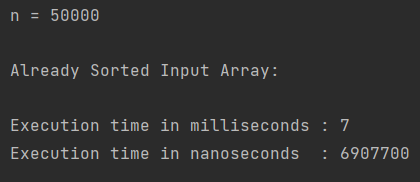 n = 50000
Already Sorted Input Array:
Execution time in milliseconds : 7
Execution time in nanoseconds  : 6907700